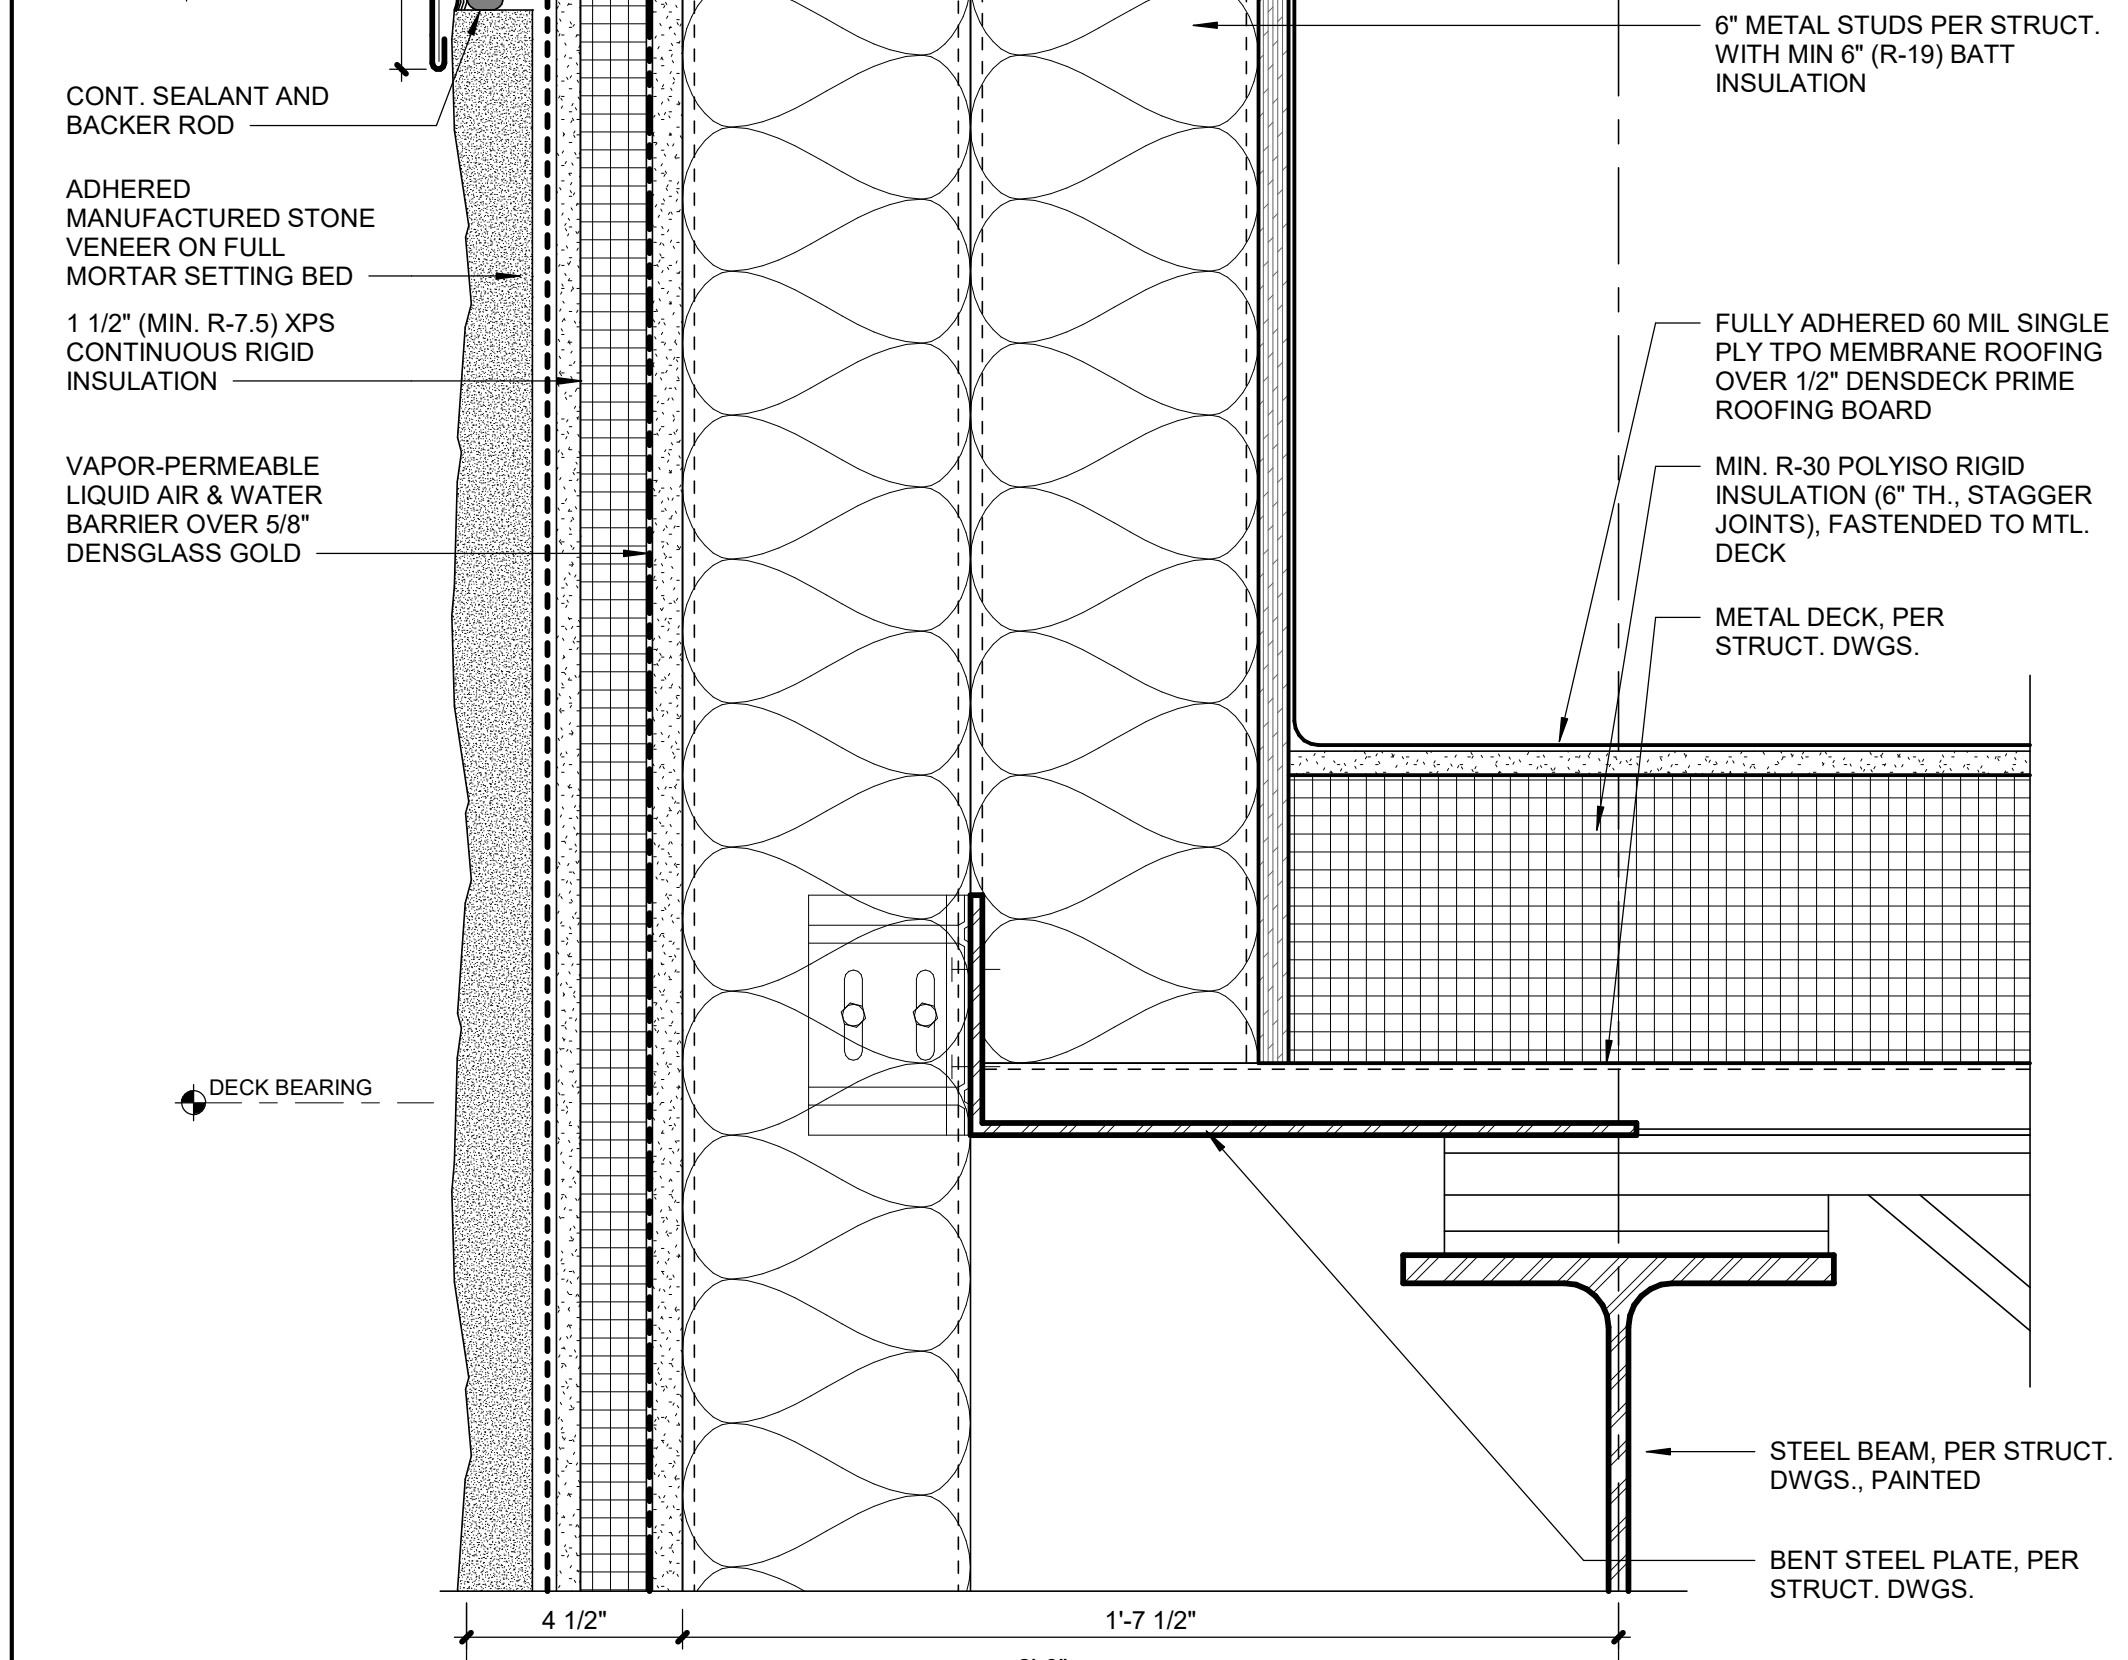 CONT. SEALANT AND
BACKER ROD
ADHERED
MANUFACTURED STONE
VENEER ON FULL
MORTAR SETTING BED
1 1/2" (MIN. R-7.5) XPS
CONTINUOUS RIGID
INSULATION
VAPOR-PERMEABLE
LIQUID AIR & WATER
BARRIER OVER 5/8"
DENSGLASS GOLD
DECK BEARING
6" METAL STUDS PER STRUCT.
WITH MIN 6" (R-19) BATT
INSULATION
FULLY ADHERED 60 MIL SINGLE
PLY TPO MEMBRANE ROOFING
OVER 1/2" DENSDECK PRIME
ROOFING BOARD
MIN. R-30 POLYISO RIGID
INSULATION (6" TH., STAGGER
JOINTS), FASTENDED TO MTL.
DECK
METAL DECK, PER
STRUCT. DWGS.
STEEL BEAM, PER STRUCT.
DWGS., PAINTED
BENT STEEL PLATE, PER
STRUCT. DWGS.
4 1/2"
1'-7 1/2"